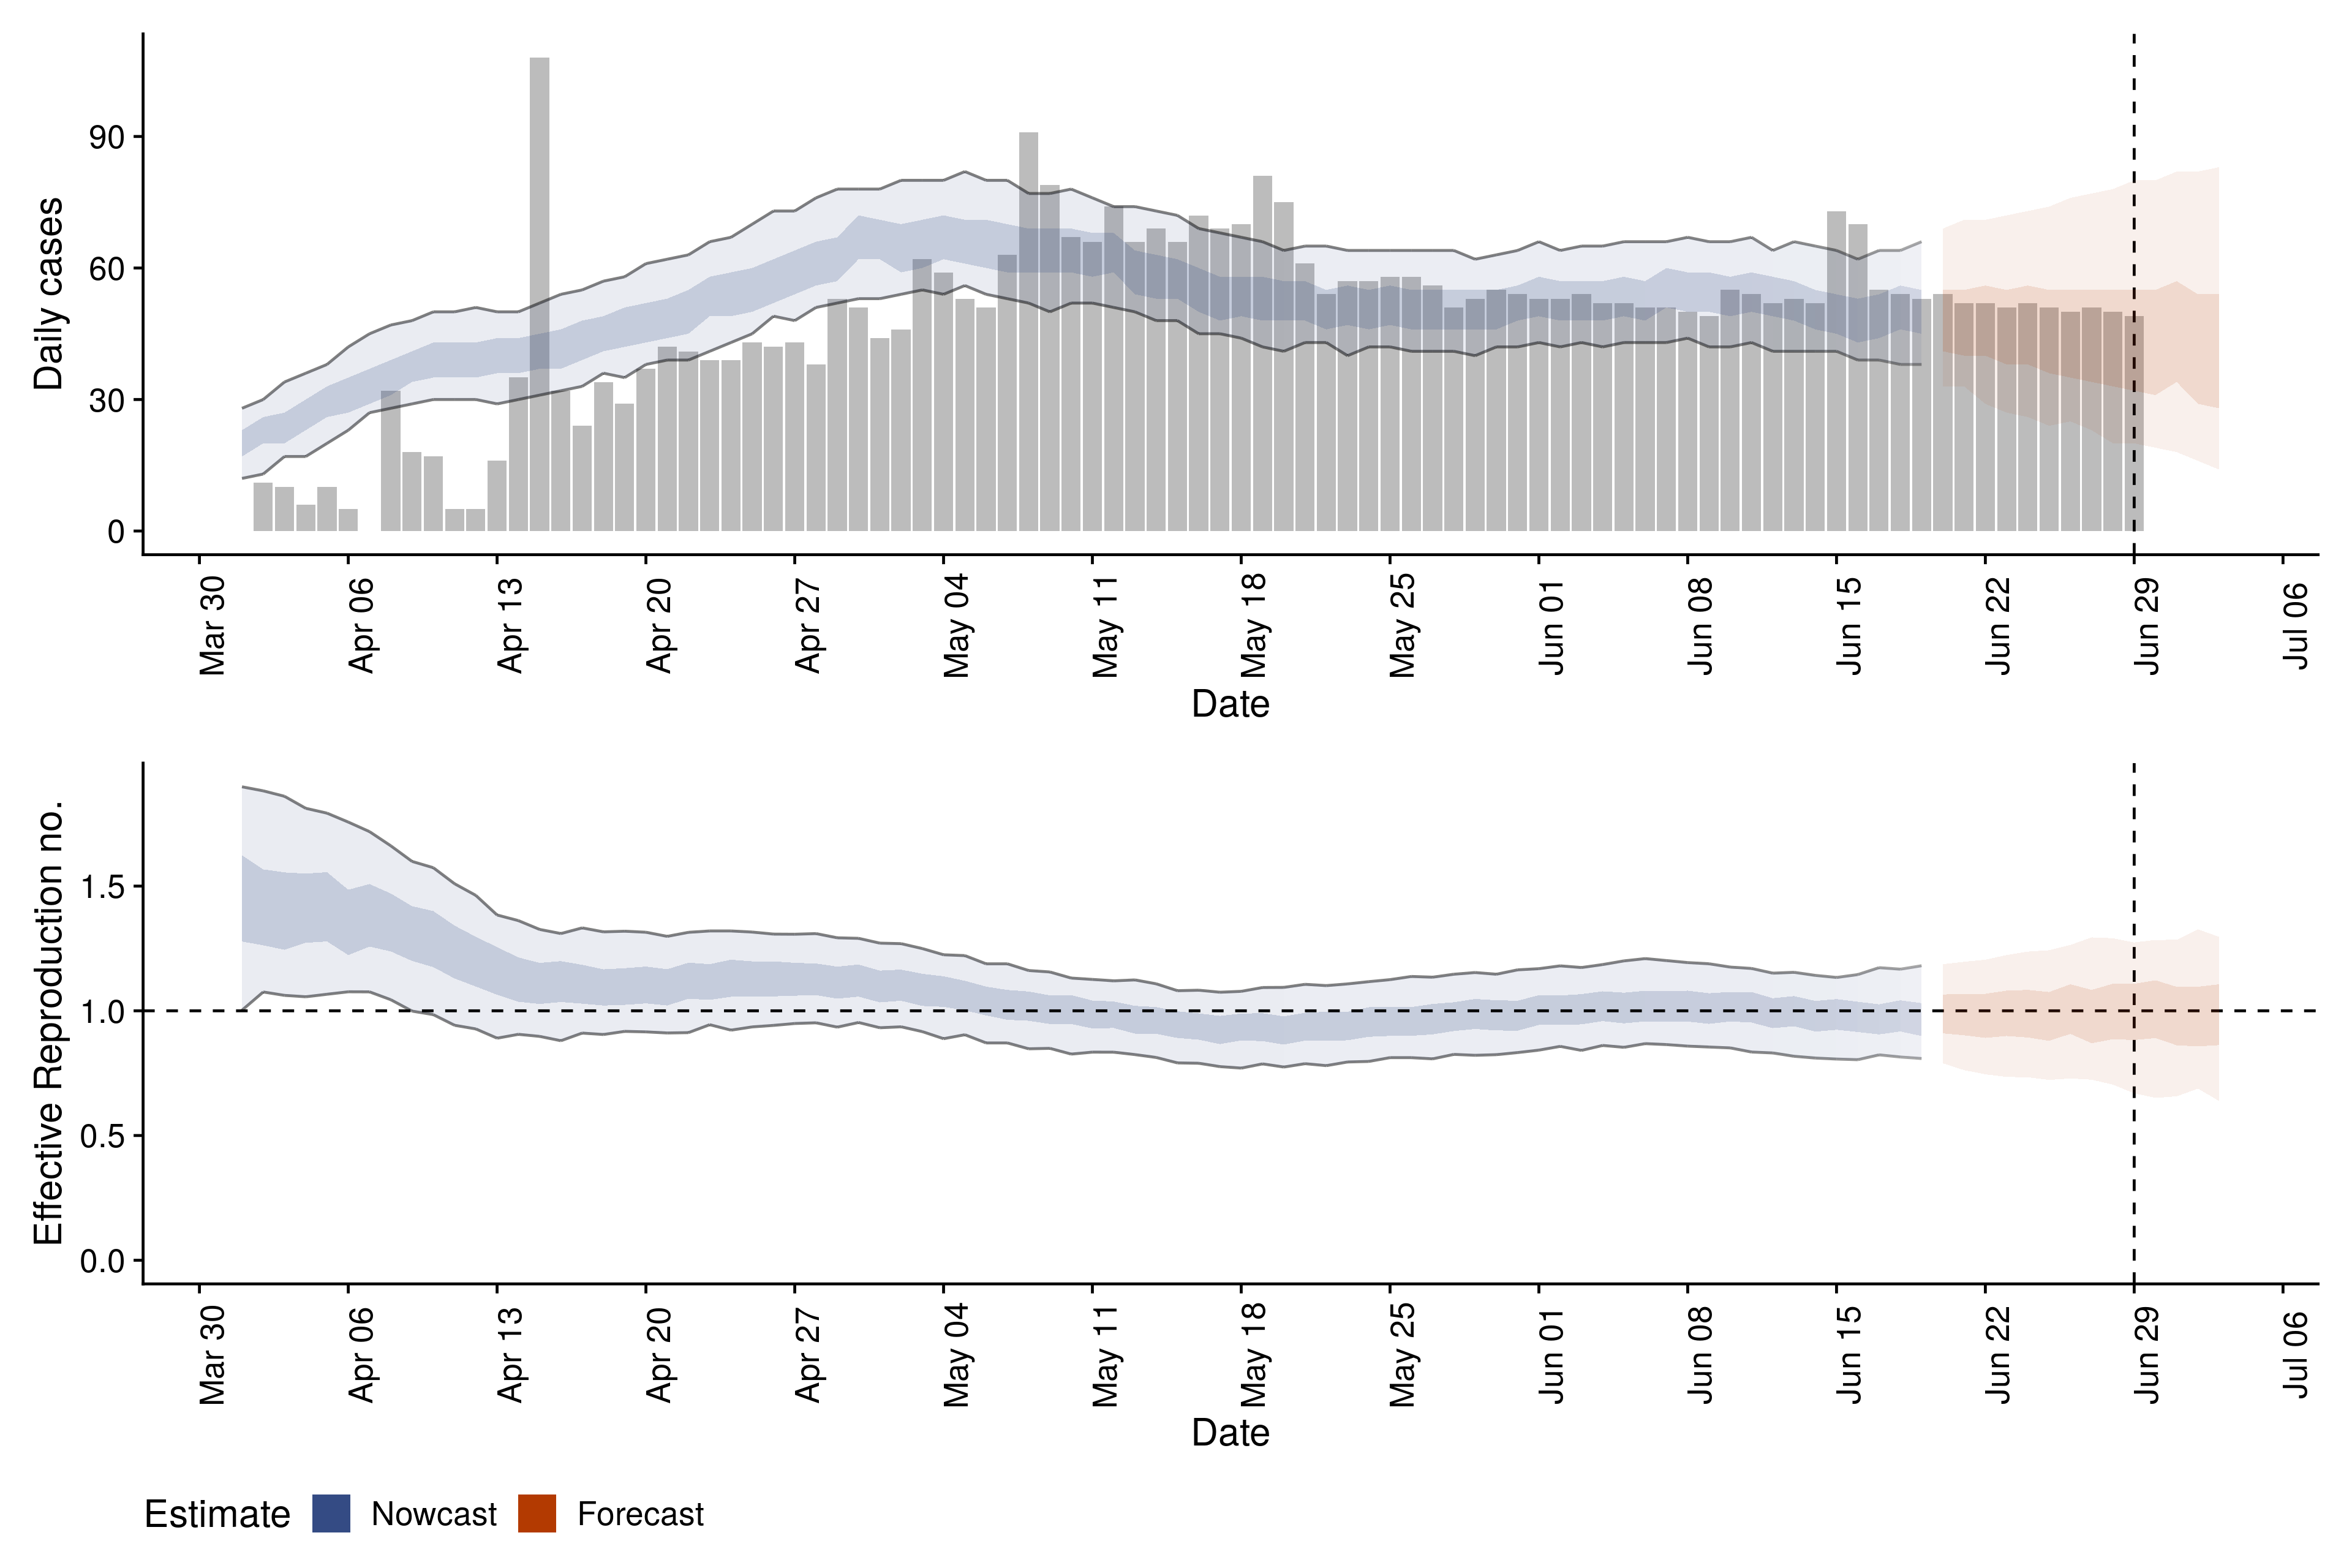 Daily cases
90
60
30
0
Mar 30
Apr 06
Apr 13
Apr 20
Apr 27
May 04
May 11
May 18
May 25
Jun 01
Jun 08
Jun 15
Jun 22
Jun 29
Jul 06
Date
Effective Reproduction no.
1.5
1.0
0.5
0.0
Mar 30
Apr 06
Apr 13
Apr 20
Apr 27
May 04
May 11
May 18
May 25
Jun 01
Jun 08
Jun 15
Jun 22
Jun 29
Jul 06
Date
Estimate Nowcast Forecast